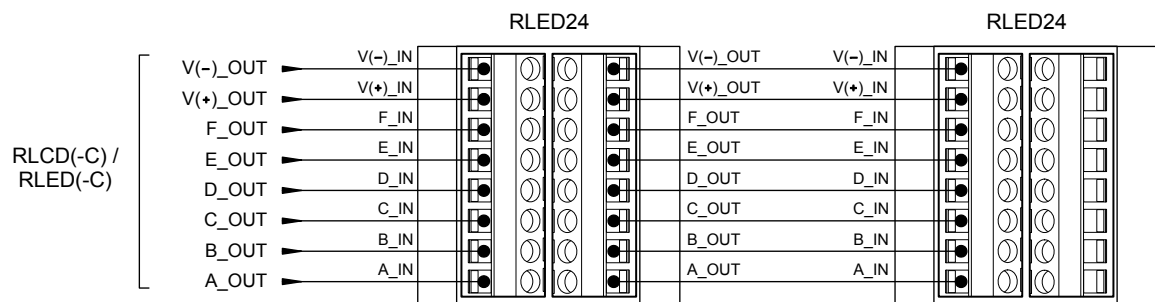 RLED24 RLED24
V(-)_OUT V(-)_IN V(-)_OUT V(-)_IN
V(+)_OUT V(+)_IN V(+)_OUT V(+)_IN
F_OUT F_IN F_OUT F_IN
E_OUT E_IN E_OUT E_IN
RLCD(-C) /
RLED(-C)
D_OUT D_IN D_OUT D_IN
C_OUT C_IN C_OUT C_IN
B_OUT B_IN B_OUT B_IN
A_OUT A_IN A_OUT A_IN